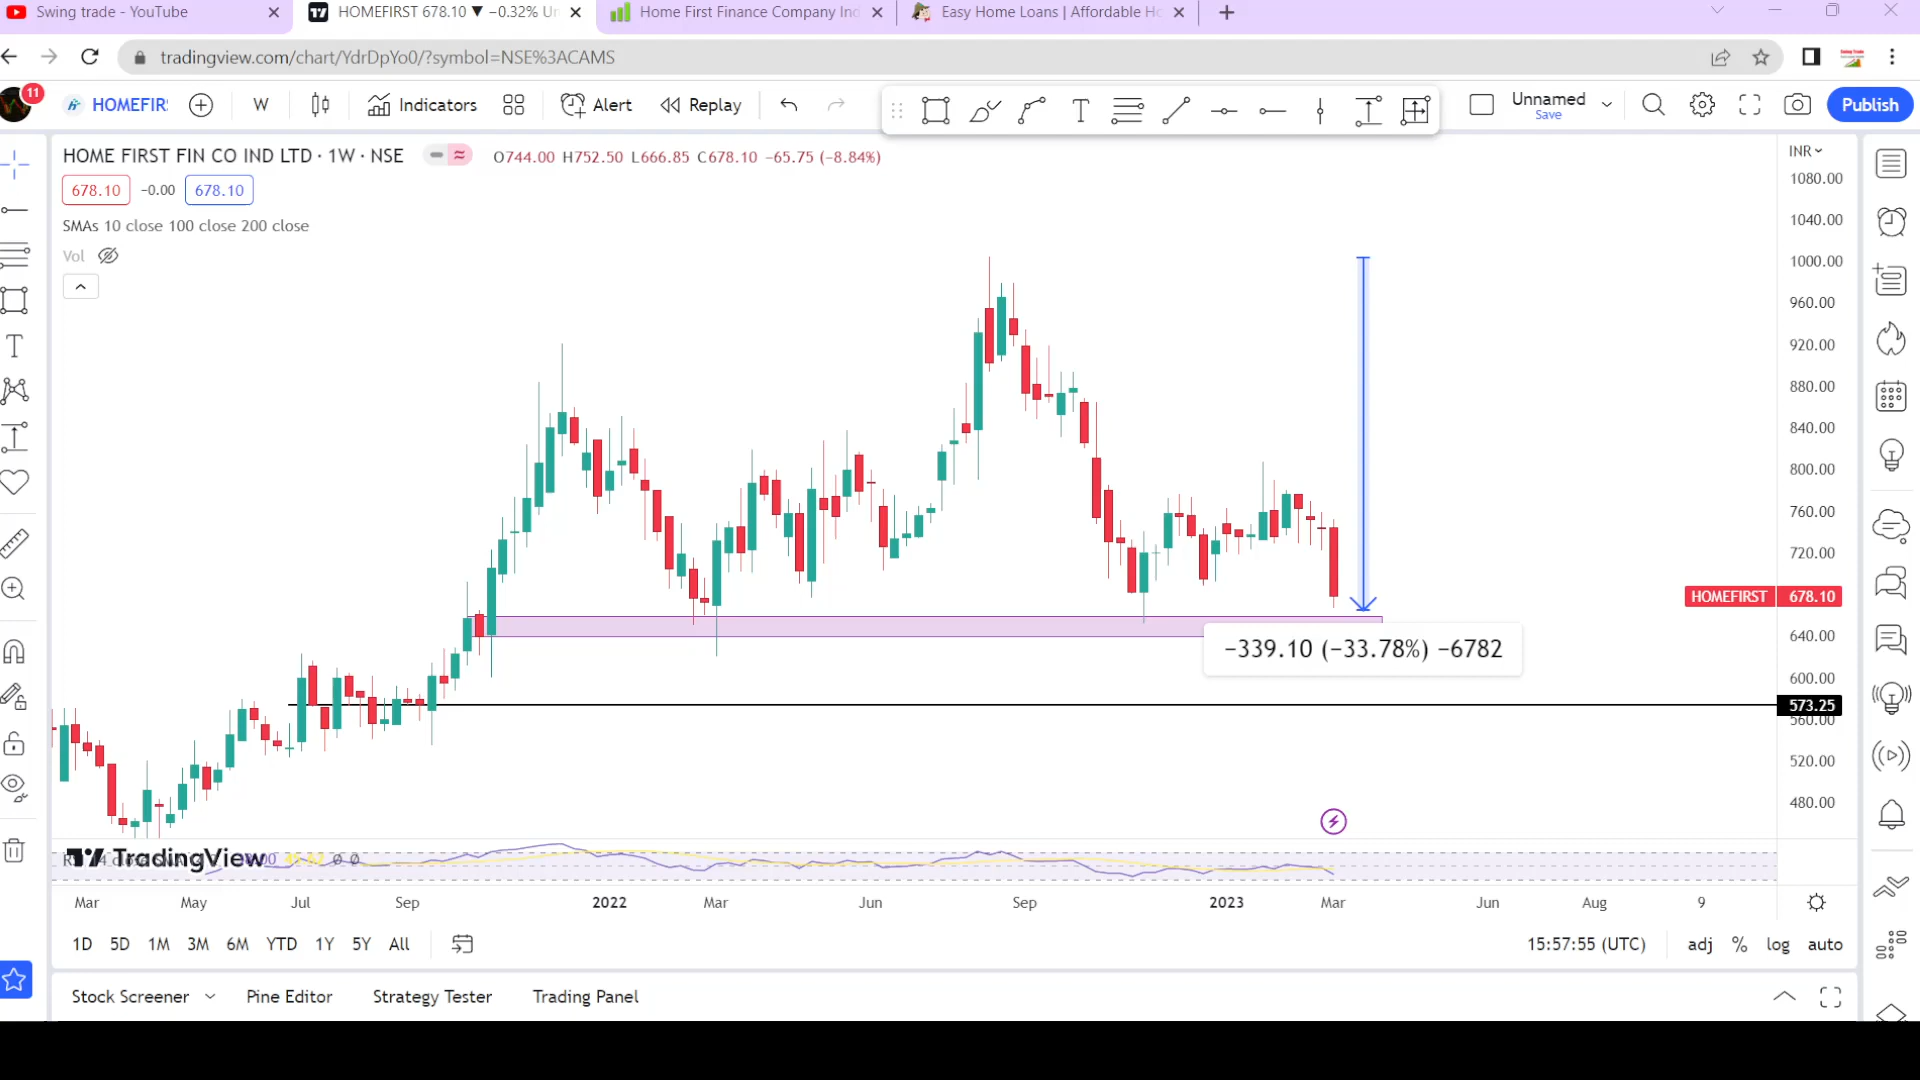 Swing trade - YouTube
HOMEFIRST 678.10 ▼ −0.32% Un
Home First Finance Company Ind
Easy Home Loans | Affordable Ho
tradingview.com/chart/YdrDpYo0/?symbol=NSE%3ACAMS
11
HOMEFIR
W
Indicators
Alert
Replay
Unnamed
Save
Publish
HOME FIRST FIN CO IND LTD · 1W · NSE
O744.00 H752.50 L666.85 C678.10 −65.75 (−8.84%)
INR
678.10 −0.00 678.10
SMAs 10 close 100 close 200 close
Vol
1080.00
1040.00
1000.00
960.00
920.00
880.00
840.00
800.00
760.00
720.00
HOMEFIRST 678.10
640.00
−339.10 (−33.78%) −6782
600.00
573.25
560.00
520.00
480.00
TradingView
Mar May Jul Sep 2022 Mar Jun Sep 2023 Mar Jun Aug 9
1D 5D 1M 3M 6M YTD 1Y 5Y All
15:57:55 (UTC) adj % log auto
Stock Screener Pine Editor Strategy Tester Trading Panel